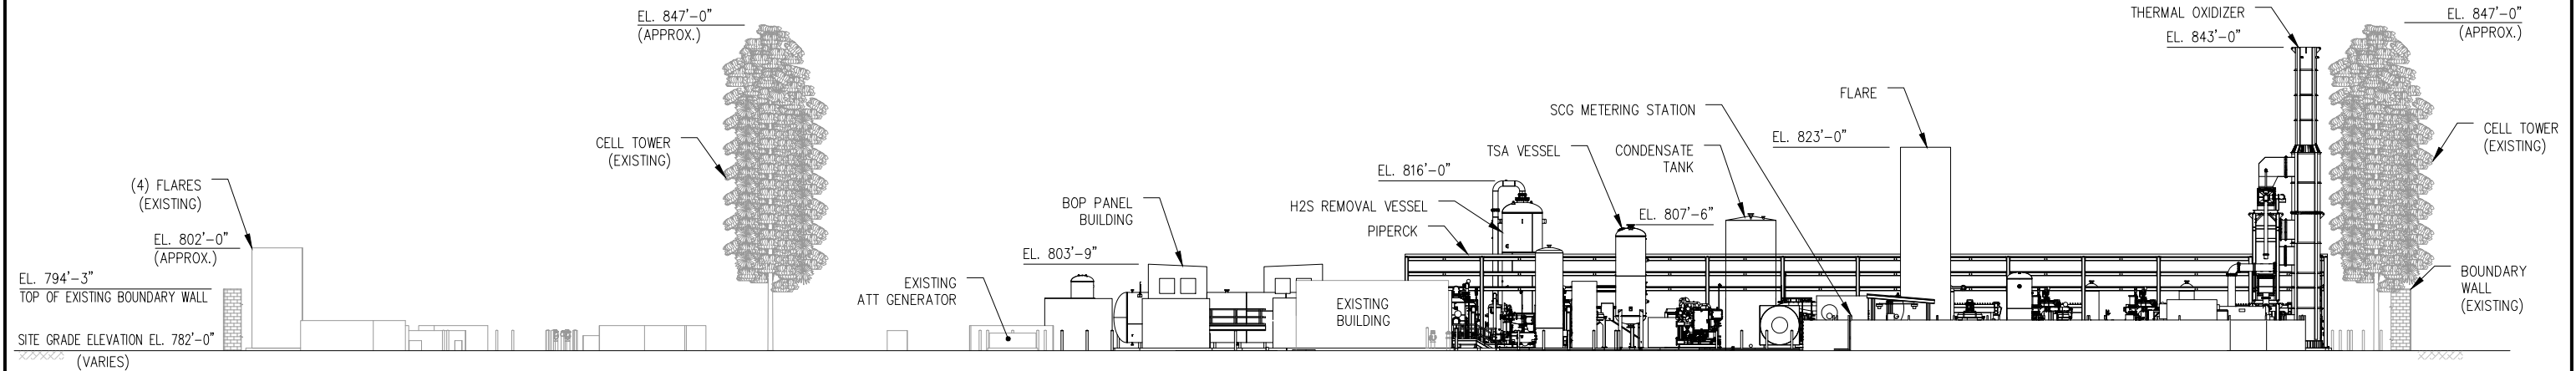 EL. 847'-0"
(APPROX.)
CELL TOWER
(EXISTING)
(4) FLARES
(EXISTING)
EL. 802'-0"
(APPROX.)
EL. 794'-3"
TOP OF EXISTING BOUNDARY WALL
SITE GRADE ELEVATION EL. 782'-0"
(VARIES)
EXISTING
ATT GENERATOR
EL. 803'-9"
BOP PANEL
BUILDING
EXISTING
BUILDING
EL. 816'-0"
H2S REMOVAL VESSEL
PIPERCK
TSA VESSEL
EL. 807'-6"
CONDENSATE
TANK
SCG METERING STATION
FLARE
EL. 823'-0"
THERMAL OXIDIZER
EL. 843'-0"
EL. 847'-0"
(APPROX.)
CELL TOWER
(EXISTING)
BOUNDARY
WALL
(EXISTING)